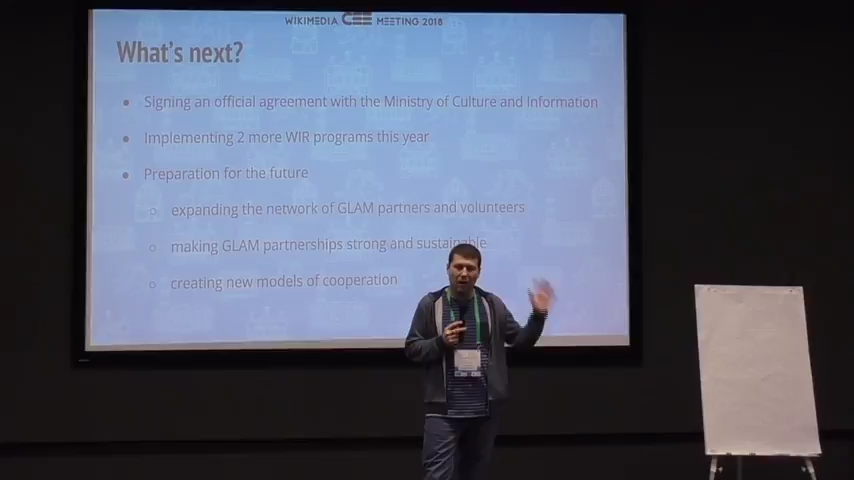 WIKIMEDIA CEE MEETING 2018
What's next?
Signing an official agreement with the Ministry of Culture and Information
Implementing 2 more WIR programs this year
Preparation for the future
expanding the network of GLAM partners and volunteers
making GLAM partnerships strong and sustainable
creating new models of cooperation